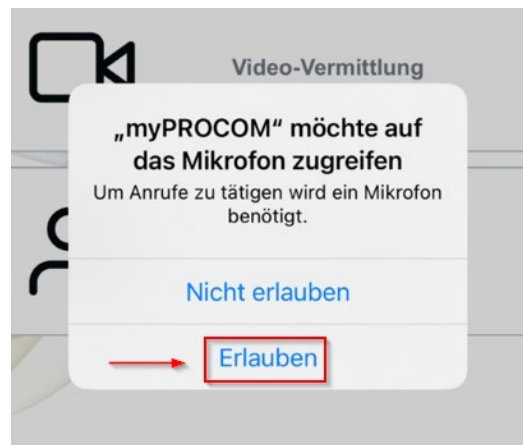 Video-Vermittlung
„myPROCOM“ möchte auf
das Mikrofon zugreifen
Um Anrufe zu tätigen wird ein Mikrofon
benötigt.
Nicht erlauben
Erlauben